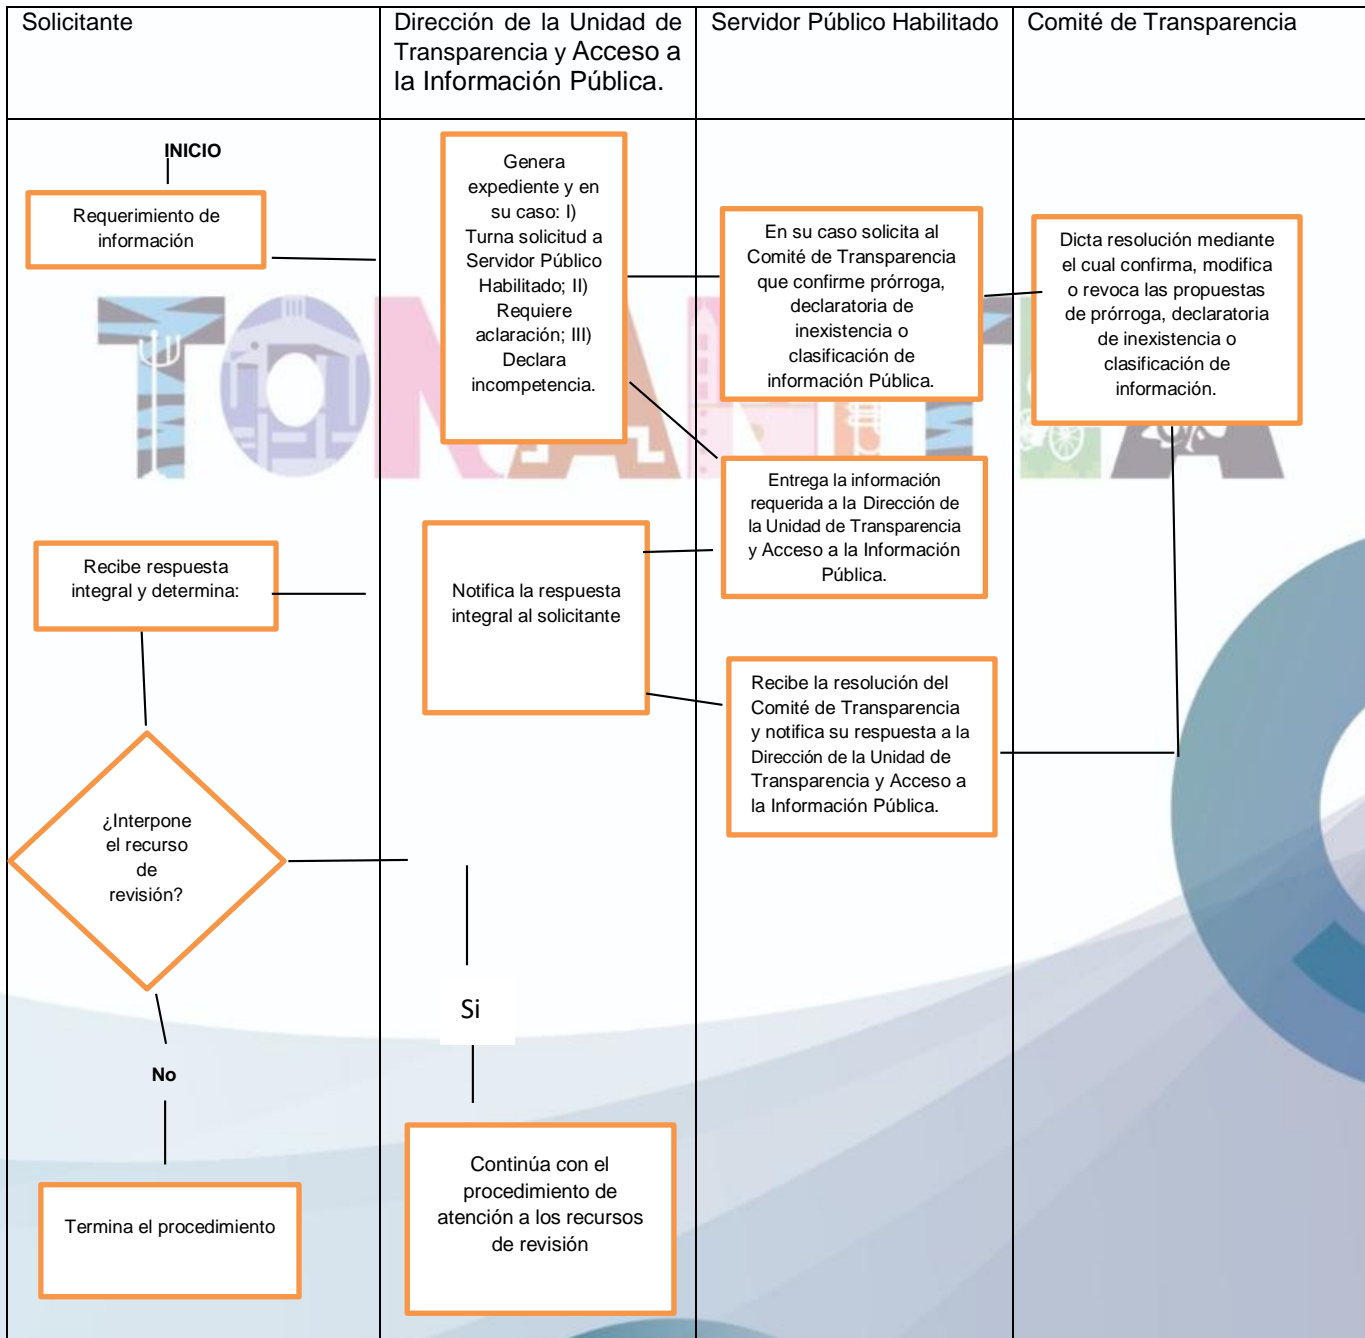 Solicitante
Dirección de la Unidad de
Transparencia y Acceso a
la Información Pública.
Servidor Público Habilitado
Comité de Transparencia
INICIO
Requerimiento de
información
Genera
expediente y en
su caso: I)
Turna solicitud a
Servidor Público
Habilitado; II)
Requiere
aclaración; III)
Declara
incompetencia.
En su caso solicita al
Comité de Transparencia
que confirme prórroga,
declaratoria de
inexistencia o
clasificación de
información Pública.
Dicta resolución mediante
el cual confirma, modifica
o revoca las propuestas
de prórroga, declaratoria
de inexistencia o
clasificación de
información.
TONANITLA
Entrega la información
requerida a la Dirección de
la Unidad de Transparencia
y Acceso a la Información
Pública.
Recibe respuesta
integral y determina:
Notifica la respuesta
integral al solicitante
Recibe la resolución del
Comité de Transparencia
y notifica su respuesta a la
Dirección de la Unidad de
Transparencia y Acceso a
la Información Pública.
¿Interpone
el recurso
de
revisión?
Si
No
Termina el procedimiento
Continúa con el
procedimiento de
atención a los recursos
de revisión